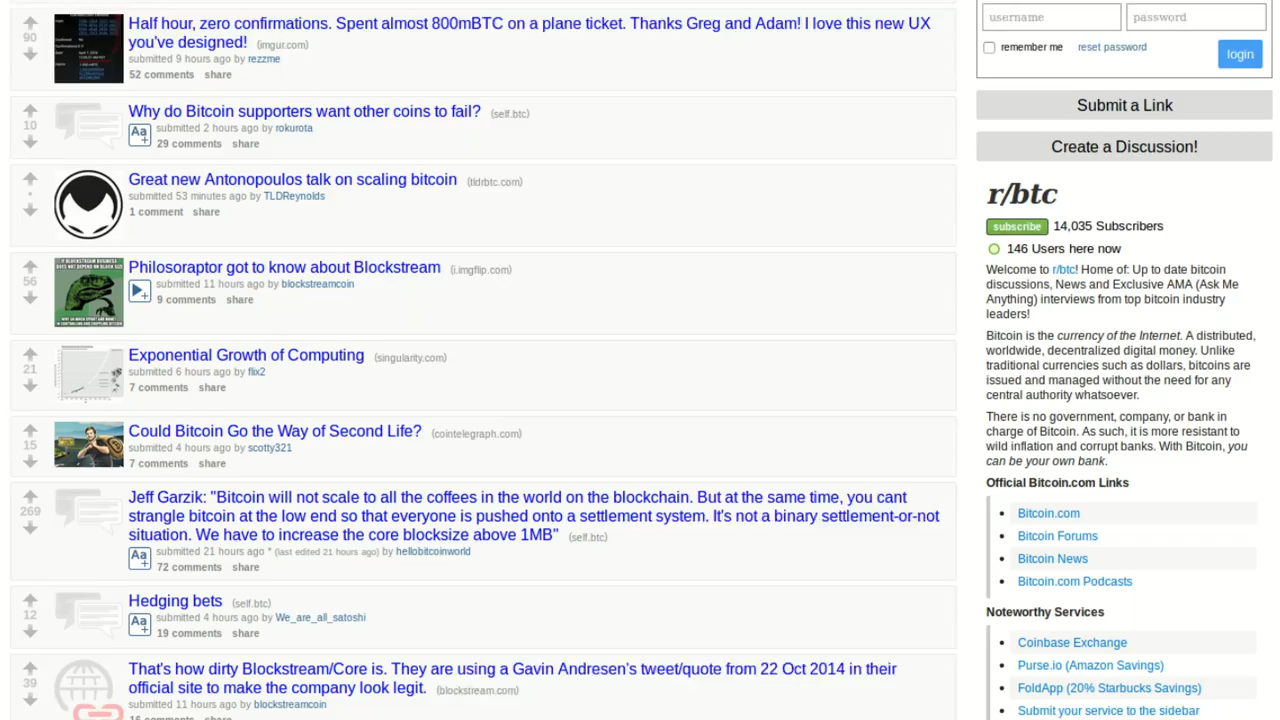 90
Half hour, zero confirmations. Spent almost 800mBTC on a plane ticket. Thanks Greg and Adam! I love this new UX
you've designed! (imgur.com)
submitted 9 hours ago by rezzme
52 comments share
10
Why do Bitcoin supporters want other coins to fail? (self.btc)
Aa+
submitted 2 hours ago by rokurota
29 comments share
•
Great new Antonopoulos talk on scaling bitcoin (tldrbtc.com)
submitted 53 minutes ago by TLDReynolds
1 comment share
56
IF BLOCKSTREAM BUSINESS
DOES NOT DEPEND ON BLOCK SIZE
Philosoraptor got to know about Blockstream (i.imgflip.com)
submitted 11 hours ago by blockstreamcoin
9 comments share
21
Exponential Growth of Computing (singularity.com)
submitted 6 hours ago by flix2
7 comments share
15
Could Bitcoin Go the Way of Second Life? (cointelegraph.com)
submitted 4 hours ago by scotty321
7 comments share
269
Jeff Garzik: "Bitcoin will not scale to all the coffees in the world on the blockchain. But at the same time, you cant
strangle bitcoin at the low end so that everyone is pushed onto a settlement system. It's not a binary settlement-or-not
situation. We have to increase the core blocksize above 1MB" (self.btc)
Aa+
submitted 21 hours ago * (last edited 21 hours ago) by hellobitcoinworld
72 comments share
12
Hedging bets (self.btc)
Aa+
submitted 4 hours ago by We_are_all_satoshi
19 comments share
39
That's how dirty Blockstream/Core is. They are using a Gavin Andresen's tweet/quote from 22 Oct 2014 in their
official site to make the company look legit. (blockstream.com)
submitted 11 hours ago by blockstreamcoin
16 comments share
username password
remember me reset password
login
Submit a Link
Create a Discussion!
r/btc
subscribe 14,035 Subscribers
146 Users here now
Welcome to r/btc! Home of: Up to date bitcoin
discussions, News and Exclusive AMA (Ask Me
Anything) interviews from top bitcoin industry
leaders!
Bitcoin is the currency of the Internet. A distributed,
worldwide, decentralized digital money. Unlike
traditional currencies such as dollars, bitcoins are
issued and managed without the need for any
central authority whatsoever.
There is no government, company, or bank in
charge of Bitcoin. As such, it is more resistant to
wild inflation and corrupt banks. With Bitcoin, you
can be your own bank.
Official Bitcoin.com Links
• Bitcoin.com
• Bitcoin Forums
• Bitcoin News
• Bitcoin.com Podcasts
Noteworthy Services
• Coinbase Exchange
• Purse.io (Amazon Savings)
• FoldApp (20% Starbucks Savings)
• Submit your service to the sidebar